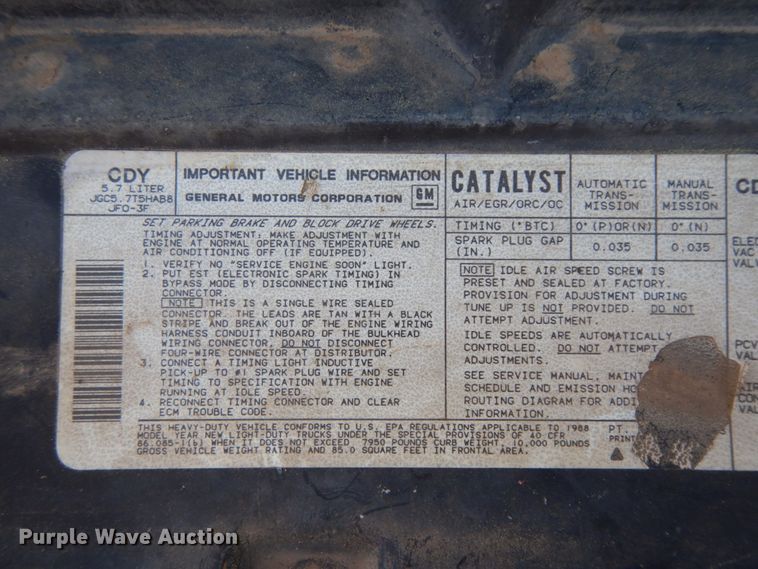 CDY
5.7 LITER
JGC5.7T5HAB8
JFO-3F
IMPORTANT VEHICLE INFORMATION
GENERAL MOTORS CORPORATION GM
SET PARKING BRAKE AND BLOCK DRIVE WHEELS.
TIMING ADJUSTMENT: MAKE ADJUSTMENT WITH
ENGINE AT NORMAL OPERATING TEMPERATURE AND
AIR CONDITIONING OFF (IF EQUIPPED).
1. VERIFY NO "SERVICE ENGINE SOON" LIGHT.
2. PUT EST (ELECTRONIC SPARK TIMING) IN
BYPASS MODE BY DISCONNECTING TIMING
CONNECTOR.
NOTE THIS IS A SINGLE WIRE SEALED
CONNECTOR. THE LEADS ARE TAN WITH A BLACK
STRIPE AND BREAK OUT OF THE ENGINE WIRING
HARNESS CONDUIT INBOARD OF THE BULKHEAD
WIRING CONNECTOR, DO NOT DISCONNECT
FOUR-WIRE CONNECTOR AT DISTRIBUTOR.
3. CONNECT A TIMING LIGHT INDUCTIVE
PICK-UP TO #1 SPARK PLUG WIRE AND SET
TIMING TO SPECIFICATION WITH ENGINE
RUNNING AT IDLE SPEED.
4. RECONNECT TIMING CONNECTOR AND CLEAR
ECM TROUBLE CODE.
CATALYST
AIR/EGR/ORC/OC
AUTOMATIC
TRANS-
MISSION
MANUAL
TRANS-
MISSION
TIMING (°BTC) 0° (P)OR(N) 0° (N)
SPARK PLUG GAP
(IN.) 0.035 0.035
NOTE IDLE AIR SPEED SCREW IS
PRESET AND SEALED AT FACTORY.
PROVISION FOR ADJUSTMENT DURING
TUNE UP IS NOT PROVIDED. DO NOT
ATTEMPT ADJUSTMENT.
IDLE SPEEDS ARE AUTOMATICALLY
CONTROLLED. DO NOT ATTEMPT
ADJUSTMENTS.
SEE SERVICE MANUAL, MAINT
SCHEDULE AND EMISSION HO
ROUTING DIAGRAM FOR ADDI
INFORMATION.
THIS HEAVY-DUTY VEHICLE CONFORMS TO U.S. EPA REGULATIONS APPLICABLE TO 1988
MODEL YEAR NEW LIGHT-DUTY TRUCKS UNDER THE SPECIAL PROVISIONS OF 40 CFR
86.085-1(b) WHEN IT DOES NOT EXCEED 7950 POUNDS CURB WEIGHT, 10,000 POUNDS
GROSS VEHICLE WEIGHT RATING AND 85.0 SQUARE FEET IN FRONTAL AREA.
PT.
PRINT
CD
ELE
VAC
VALV
PCV
VAL
AIR
CON
VAL
Purple Wave Auction